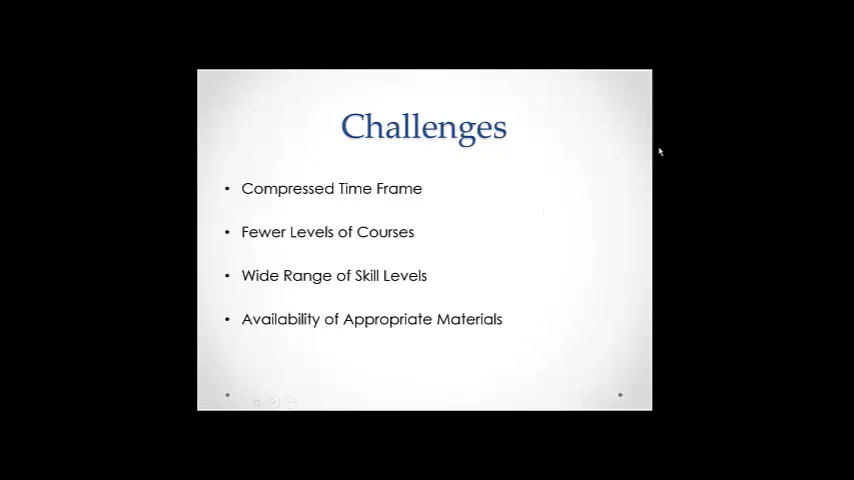 Challenges
• Compressed Time Frame
• Fewer Levels of Courses
• Wide Range of Skill Levels
• Availability of Appropriate Materials